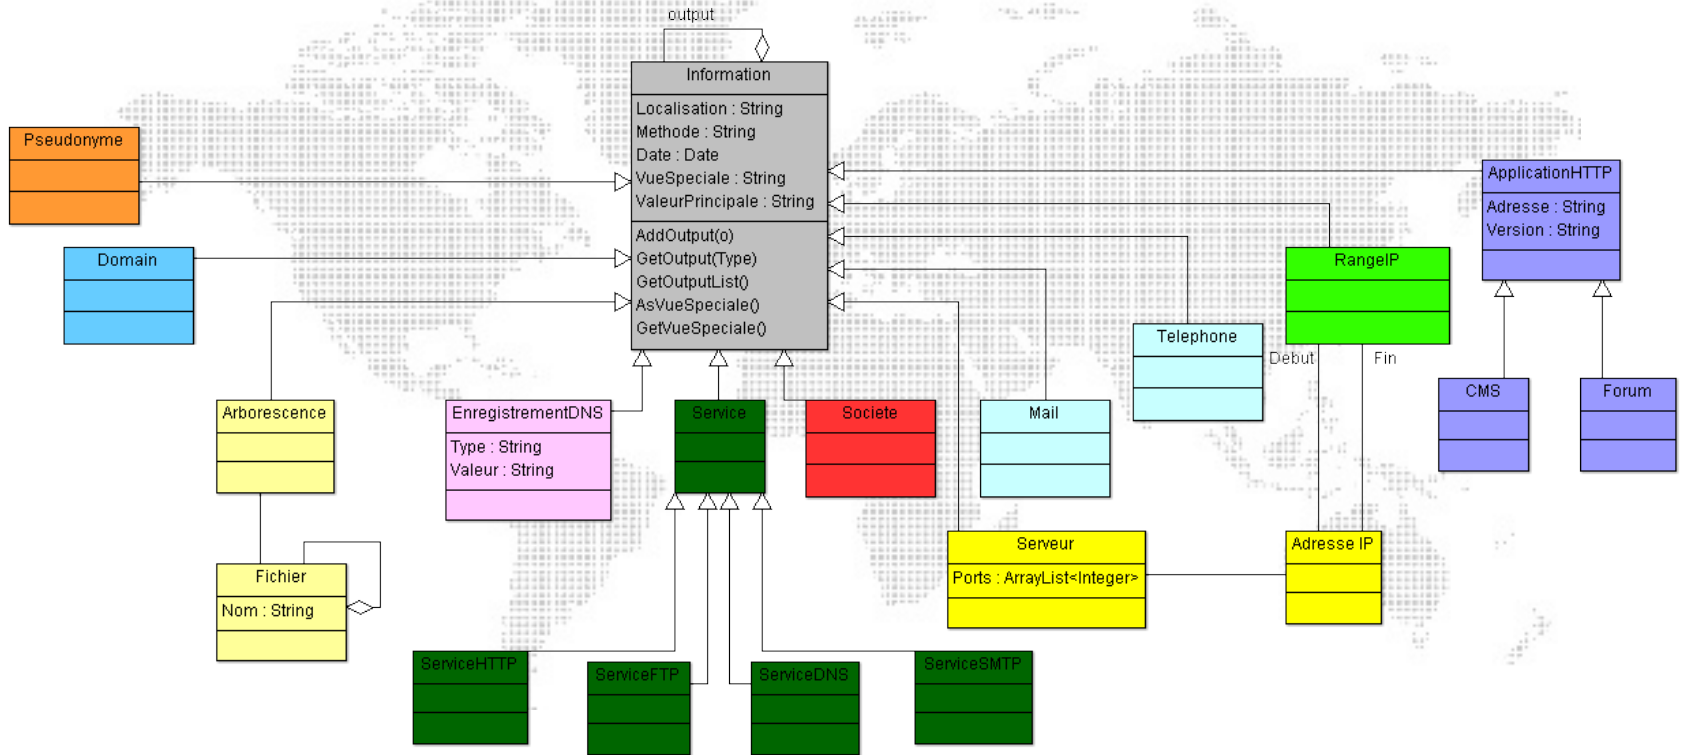 output
Information
Localisation : String
Methode : String
Date : Date
VueSpeciale : String
ValeurPrincipale : String
AddOutput(o)
GetOutput(Type)
GetOutputList()
AsVueSpeciale()
GetVueSpeciale()
Pseudonyme
Domain
ApplicationHTTP
Adresse : String
Version : String
RangeIP
Telephone
Debut
Fin
CMS
Forum
Arborescence
EnregistrementDNS
Type : String
Valeur : String
Service
Societe
Mail
Serveur
Ports : ArrayList<Integer>
Adresse IP
Fichier
Nom : String
ServiceHTTP
ServiceFTP
ServiceDNS
ServiceSMTP